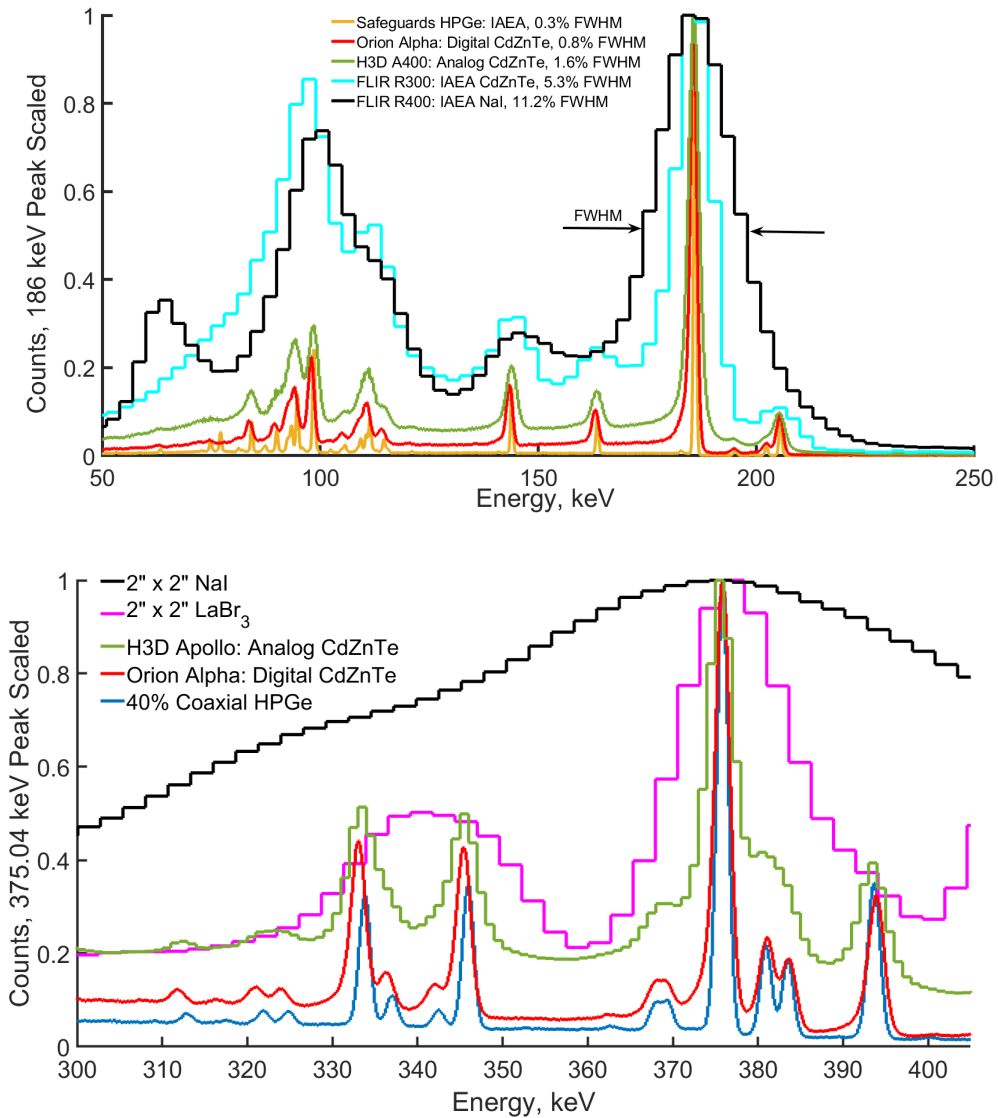 Safeguards HPGe: IAEA, 0.3% FWHM
Orion Alpha: Digital CdZnTe, 0.8% FWHM
H3D A400: Analog CdZnTe, 1.6% FWHM
FLIR R300: IAEA CdZnTe, 5.3% FWHM
FLIR R400: IAEA NaI, 11.2% FWHM
FWHM
Counts, 186 keV Peak Scaled
1
0.8
0.6
0.4
0.2
0
50
100
150
200
250
Energy, keV
2" x 2" NaI
2" x 2" LaBr3
H3D Apollo: Analog CdZnTe
Orion Alpha: Digital CdZnTe
40% Coaxial HPGe
Counts, 375.04 keV Peak Scaled
1
0.8
0.6
0.4
0.2
0
300
310
320
330
340
350
360
370
380
390
400
Energy, keV